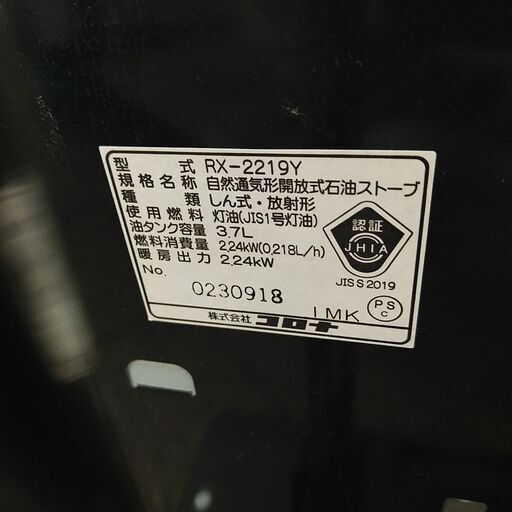 型 式 RX-2219Y
規格名称 自然通気形開放式石油ストーブ
種類 しん式・放射形
使用燃料 灯油(JIS1号灯油)
油タンク容量 3.7L
燃料消費量 2.24kW(0.218L/h)
暖房出力 2.24kW
No. 0230918
認証
JHIA
JIS S 2019
1MK
PS
C
株式会社 コロナ